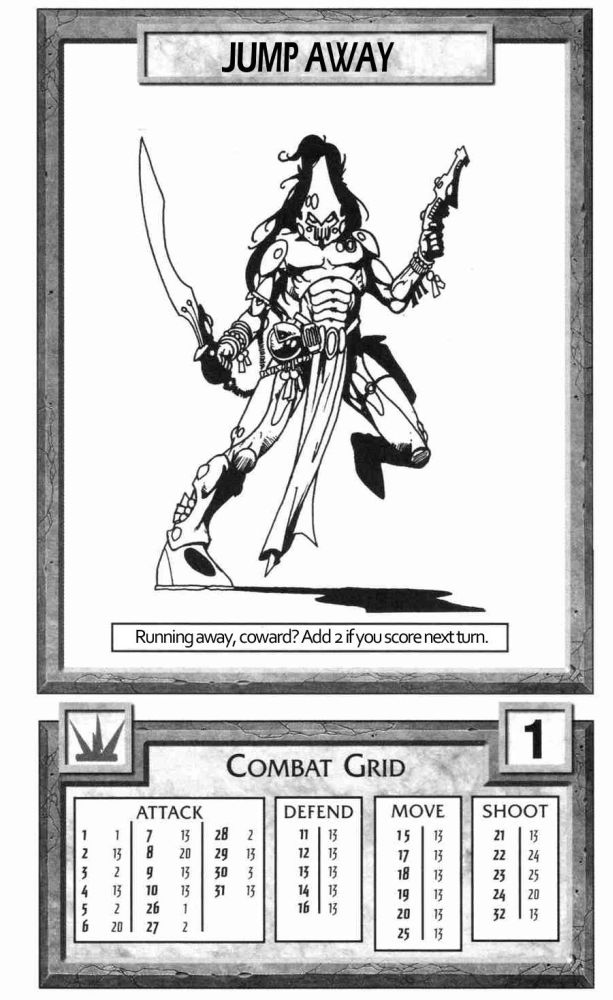 JUMP AWAY
Running away, coward? Add 2 if you score next turn.
1
COMBAT GRID
ATTACK
1 1 7 13 28 2
2 13 8 20 29 13
3 2 9 13 30 3
4 13 10 13 31 13
5 2 26 1
6 20 27 2
DEFEND
11 13
12 13
13 13
14 13
16 13
MOVE
15 13
17 13
18 13
19 13
20 13
25 13
SHOOT
21 13
22 24
23 25
24 20
32 13